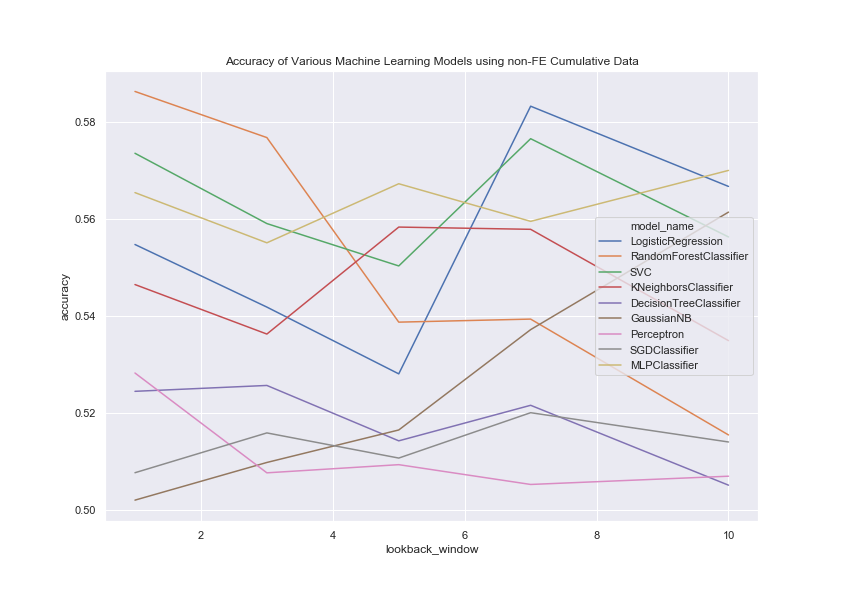 Accuracy of Various Machine Learning Models using non-FE Cumulative Data
accuracy
0.58
0.56
0.54
0.52
0.50
model_name
LogisticRegression
RandomForestClassifier
SVC
KNeighborsClassifier
DecisionTreeClassifier
GaussianNB
Perceptron
SGDClassifier
MLPClassifier
2 4 6 8 10
lookback_window